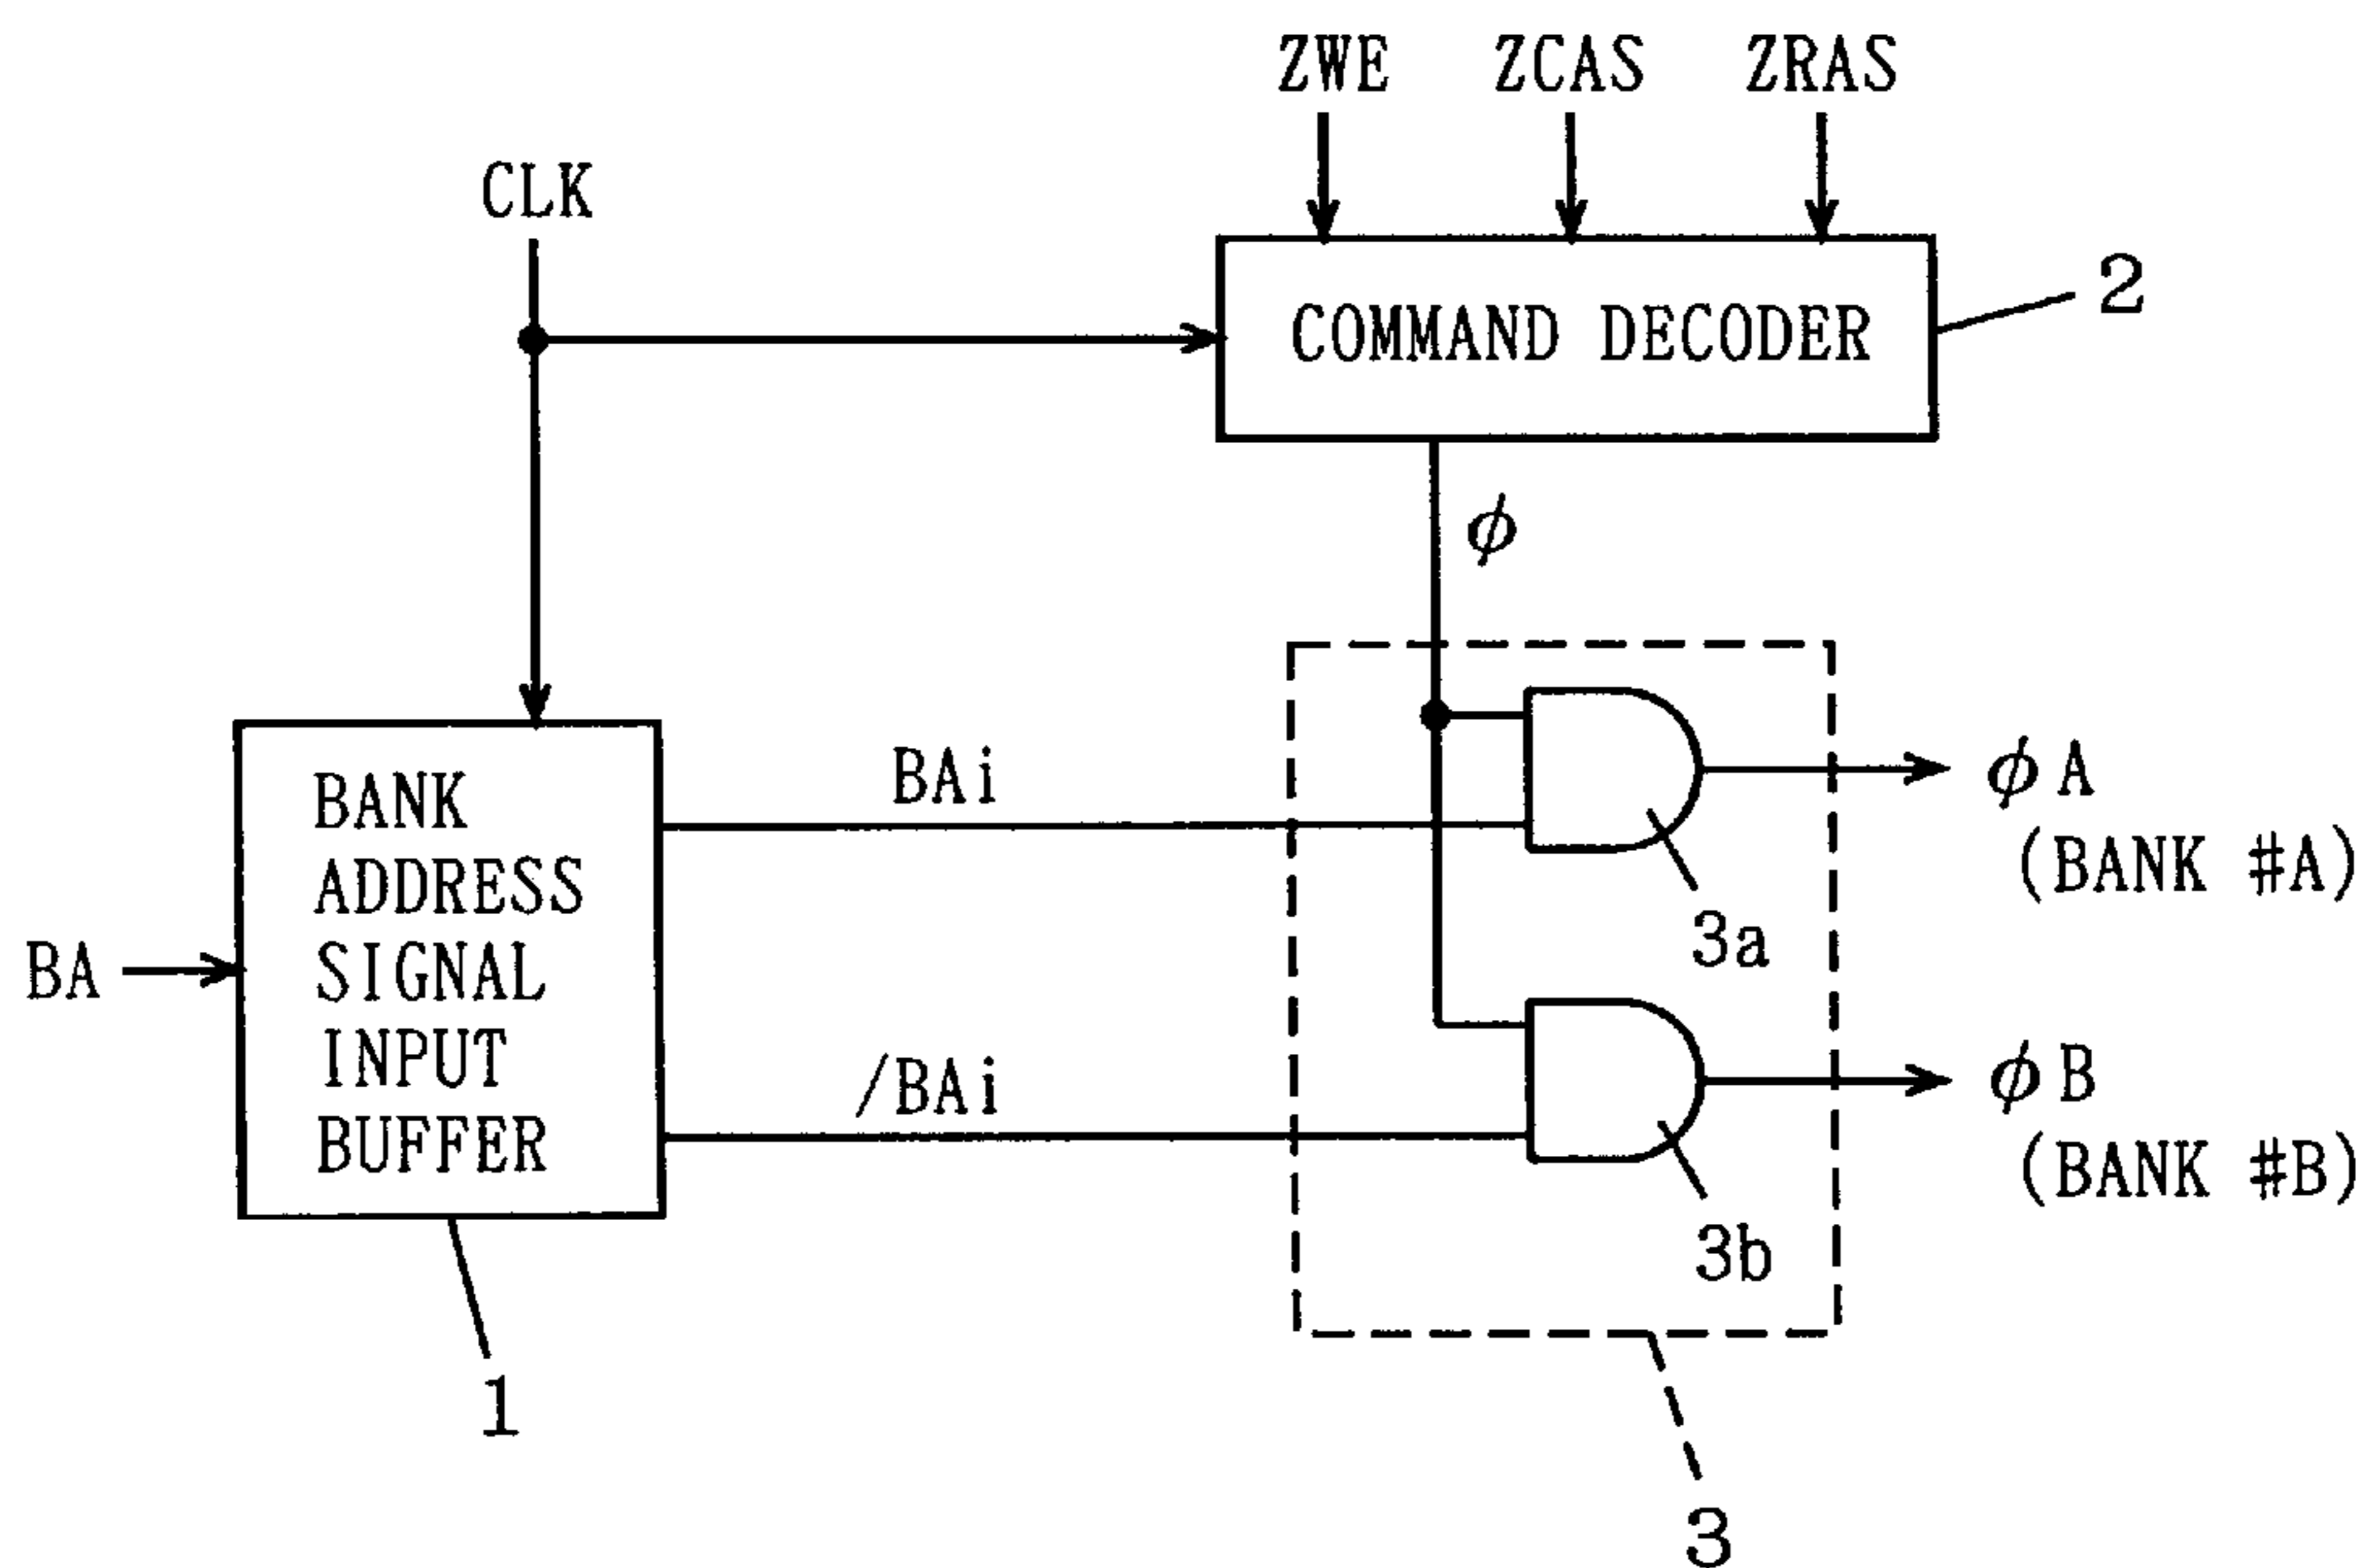 ZWE ZCAS ZRAS
CLK
COMMAND DECODER
2
φ
BANK
ADDRESS
SIGNAL
INPUT
BUFFER
BA
BAi
/BAi
φA
(BANK #A)
3a
φB
(BANK #B)
3b
1
3